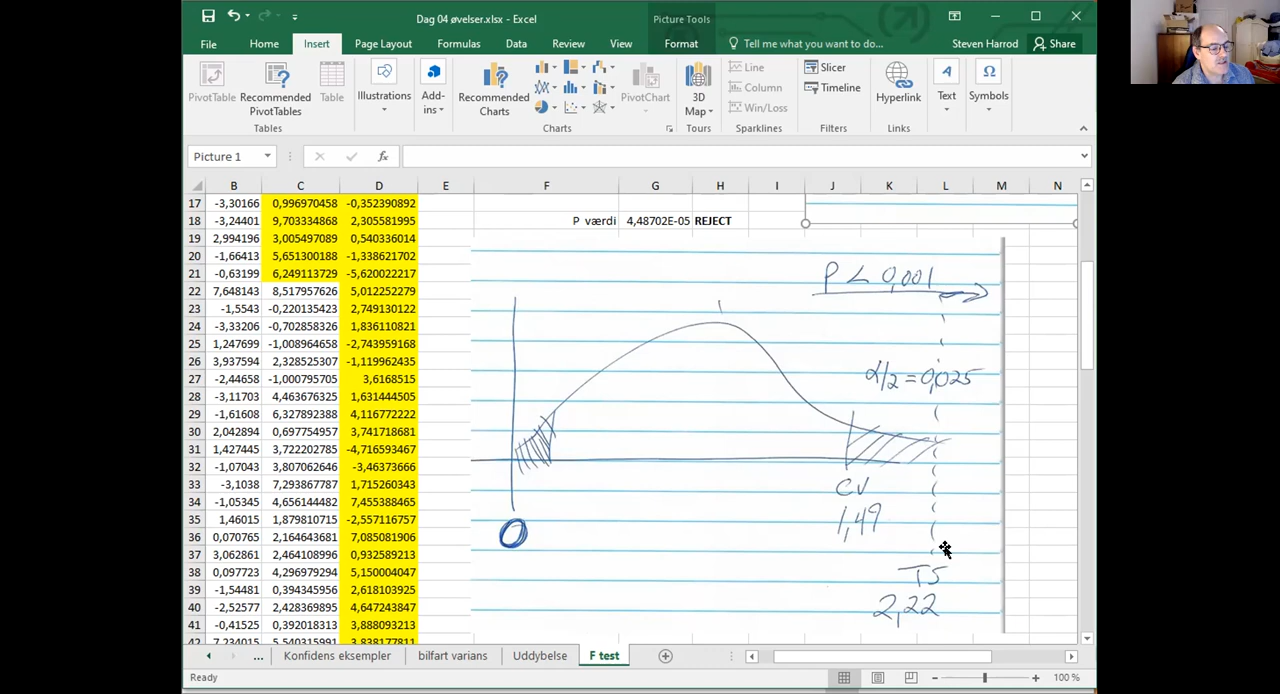 Dag 04 øvelser.xlsx - Excel
Picture Tools
File Home Insert Page Layout Formulas Data Review View Format Tell me what you want to do... Steven Harrod Share
PivotTable Recommended PivotTables Table Illustrations Add-ins Recommended Charts PivotChart 3D Map Line Column Win/Loss Slicer Timeline Hyperlink Text Symbols
Tables Charts Tours Sparklines Filters Links
Picture 1 fx
B C D E F G H I J K L M N
17 -3,30166 0,996970458 -0,352390892
18 -3,24401 9,703334868 2,305581995 P værdi 4,48702E-05 REJECT
19 2,994196 3,005497089 0,540336014
20 -1,66413 5,651300188 -1,338621702
21 -0,63199 6,249113729 -5,620022217
22 7,648143 8,517957626 5,012252279
23 -1,5543 -0,220135423 2,749130122
24 -3,33206 -0,702858326 1,836110821
25 1,247699 -1,008964658 -2,743959168
26 3,937594 2,328525307 -1,119962435
27 -2,44658 -1,000795705 3,6168515
28 -3,11703 4,463676325 1,631444505
29 -1,61608 6,327892388 4,116772222
30 2,042894 0,697754957 3,741718681
31 1,427445 3,722202785 -4,716593467
32 -1,07043 3,807062646 -3,46373666
33 -3,1038 7,293867787 1,715260343
34 -1,05345 4,656144482 7,455388465
35 1,46015 1,879810715 -2,557116757
36 0,070765 2,164643681 7,085081906
37 3,062861 2,464108996 0,932589213
38 0,097723 4,296979294 5,150004047
39 -1,54481 0,394345956 2,618103925
40 -2,52577 2,428369895 4,647243847
41 -0,41525 0,392018313 3,888093213
42 7,234015 5,540315991 3,838177811
P < 0,001
α/2 = 0,025
CV
1,49
0
TS
2,22
... Konfidens eksempler bilfart varians Uddybelse F test
Ready 100 %